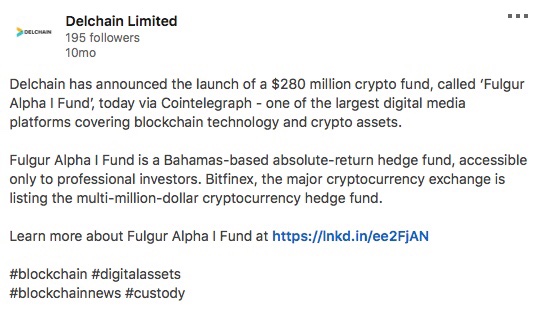 Delchain Limited
DELCHAIN
195 followers
10mo
Delchain has announced the launch of a $280 million crypto fund, called ‘Fulgur
Alpha I Fund’, today via Cointelegraph - one of the largest digital media
platforms covering blockchain technology and crypto assets.
Fulgur Alpha I Fund is a Bahamas-based absolute-return hedge fund, accessible
only to professional investors. Bitfinex, the major cryptocurrency exchange is
listing the multi-million-dollar cryptocurrency hedge fund.
Learn more about Fulgur Alpha I Fund at https://lnkd.in/ee2FjAN
#blockchain #digitalassets
#blockchainnews #custody